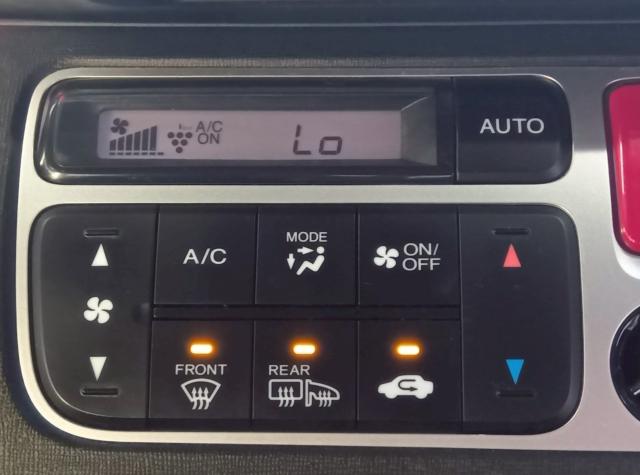 A/C
ON
Lo
AUTO
A/C
MODE
ON/
OFF
FRONT
REAR